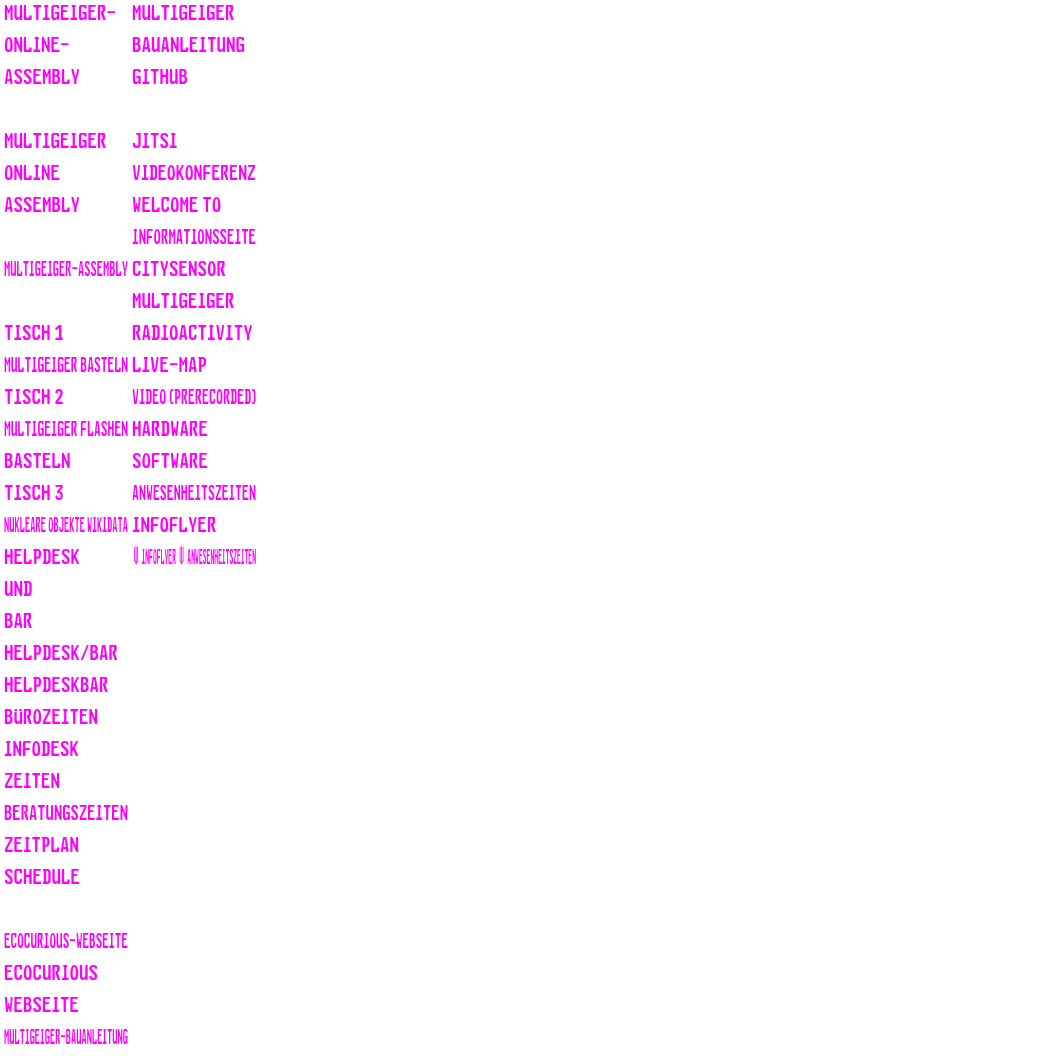 MULTIGEIGER-
ONLINE-
ASSEMBLY
MULTIGEIGER
ONLINE
ASSEMBLY
MULTIGEIGER-ASSEMBLY
TISCH 1
MULTIGEIGER BASTELN
TISCH 2
MULTIGEIGER FLASHEN
BASTELN
TISCH 3
NUKLEARE OBJEKTE WIKIDATA
HELPDESK
UND
BAR
HELPDESK/BAR
HELPDESKBAR
BÜROZEITEN
INFODESK
ZEITEN
BERATUNGSZEITEN
ZEITPLAN
SCHEDULE
ECOCURIOUS-WEBSEITE
ECOCURIOUS
WEBSEITE
MULTIGEIGER-BAUANLEITUNG
MULTIGEIGER
BAUANLEITUNG
GITHUB
JITSI
VIDEOKONFERENZ
WELCOME TO
INFORMATIONSSEITE
CITYSENSOR
MULTIGEIGER
RADIOACTIVITY
LIVE-MAP
VIDEO (PRERECORDED)
HARDWARE
SOFTWARE
ANWESENHEITSZEITEN
INFOFLYER
⇓ INFOFLYER ⇓ ANWESENHEITSZEITEN